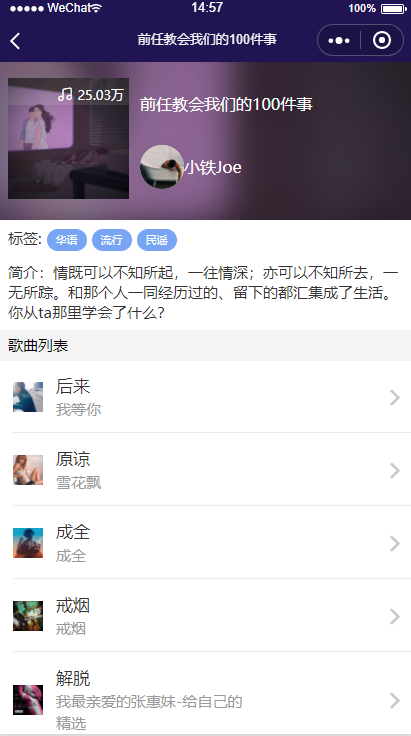 WeChat 14:57 100%
前任教会我们的100件事
25.03万
前任教会我们的100件事
小铁Joe
标签: 华语 流行 民谣
简介：情既可以不知所起，一往情深；亦可以不知所去，一
无所踪。和那个人一同经历过的、留下的都汇集成了生活。
你从ta那里学会了什么？
歌曲列表
后来
我等你
原谅
雪花飘
成全
成全
戒烟
戒烟
解脱
我最亲爱的张惠妹-给自己的
精选